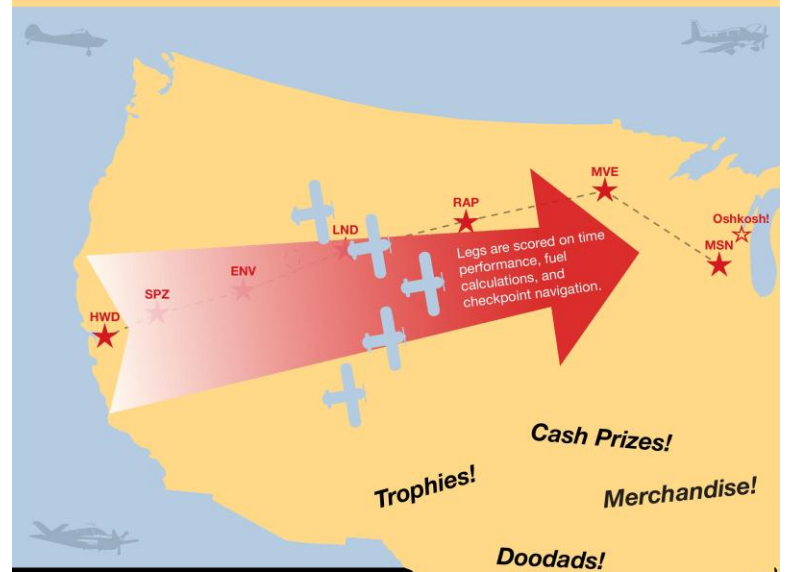 MVE
RAP
Oshkosh!
LND
MSN
Legs are scored on time
performance, fuel
calculations, and
checkpoint navigation.
ENV
SPZ
HWD
Cash Prizes!
Trophies!
Merchandise!
Doodads!